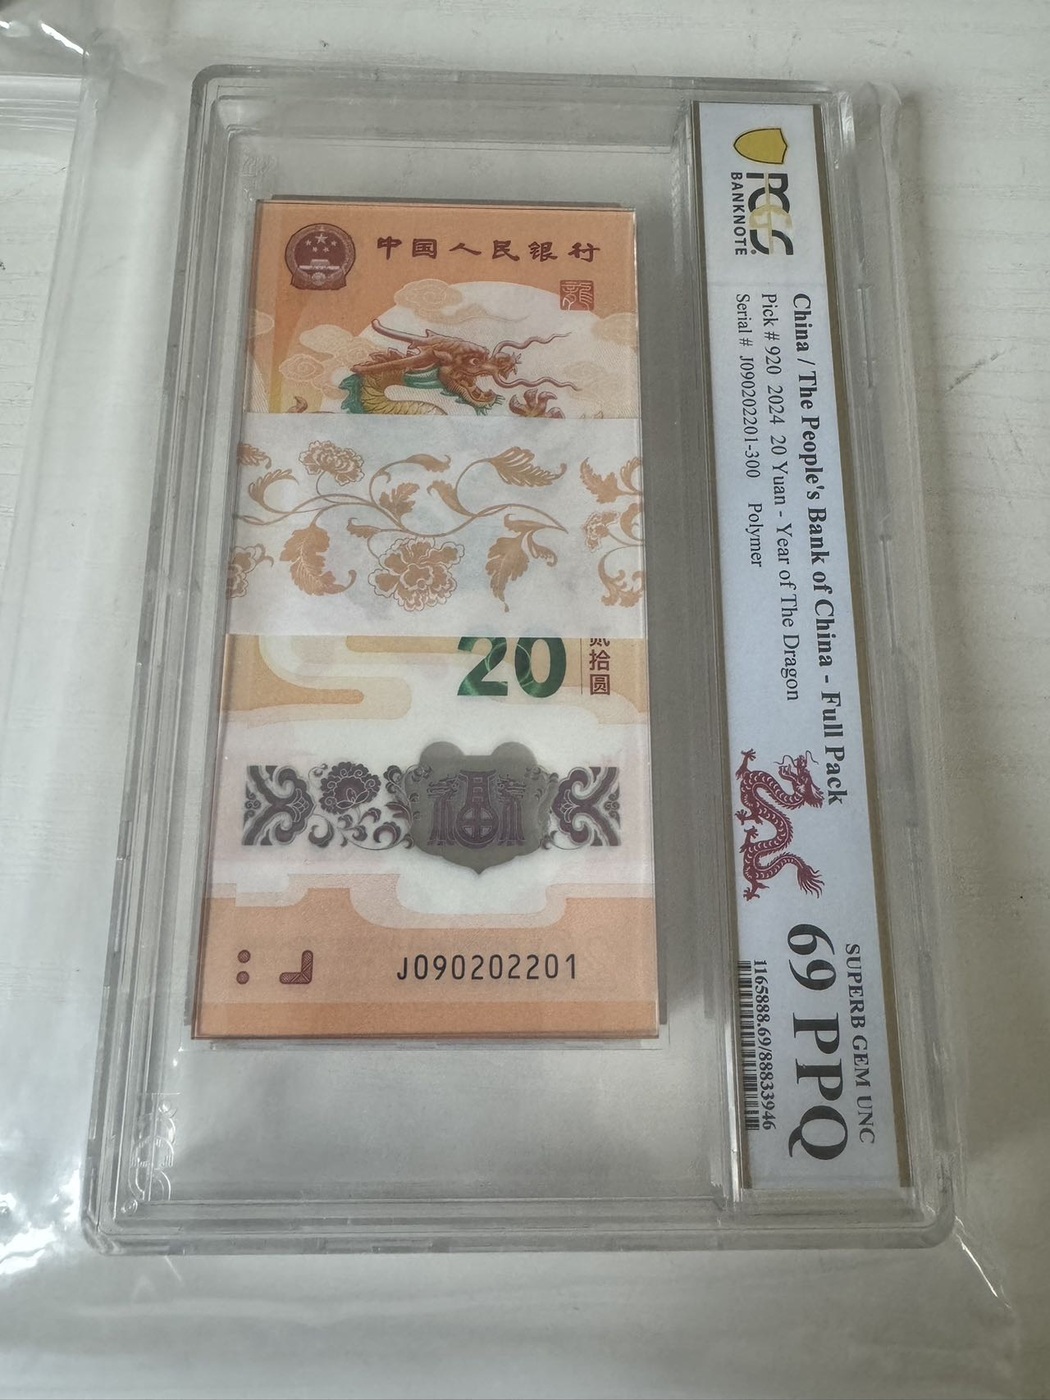 中国人民银行
龍
贰拾圆
20
J090202201
PCGS
BANKNOTE
China / The People's Bank of China - Full Pack
Pick # 920 2024 20 Yuan - Year of The Dragon
Serial # J090202201-300 Polymer
SUPERB GEM UNC
69 PPQ
1165888.69/88833946